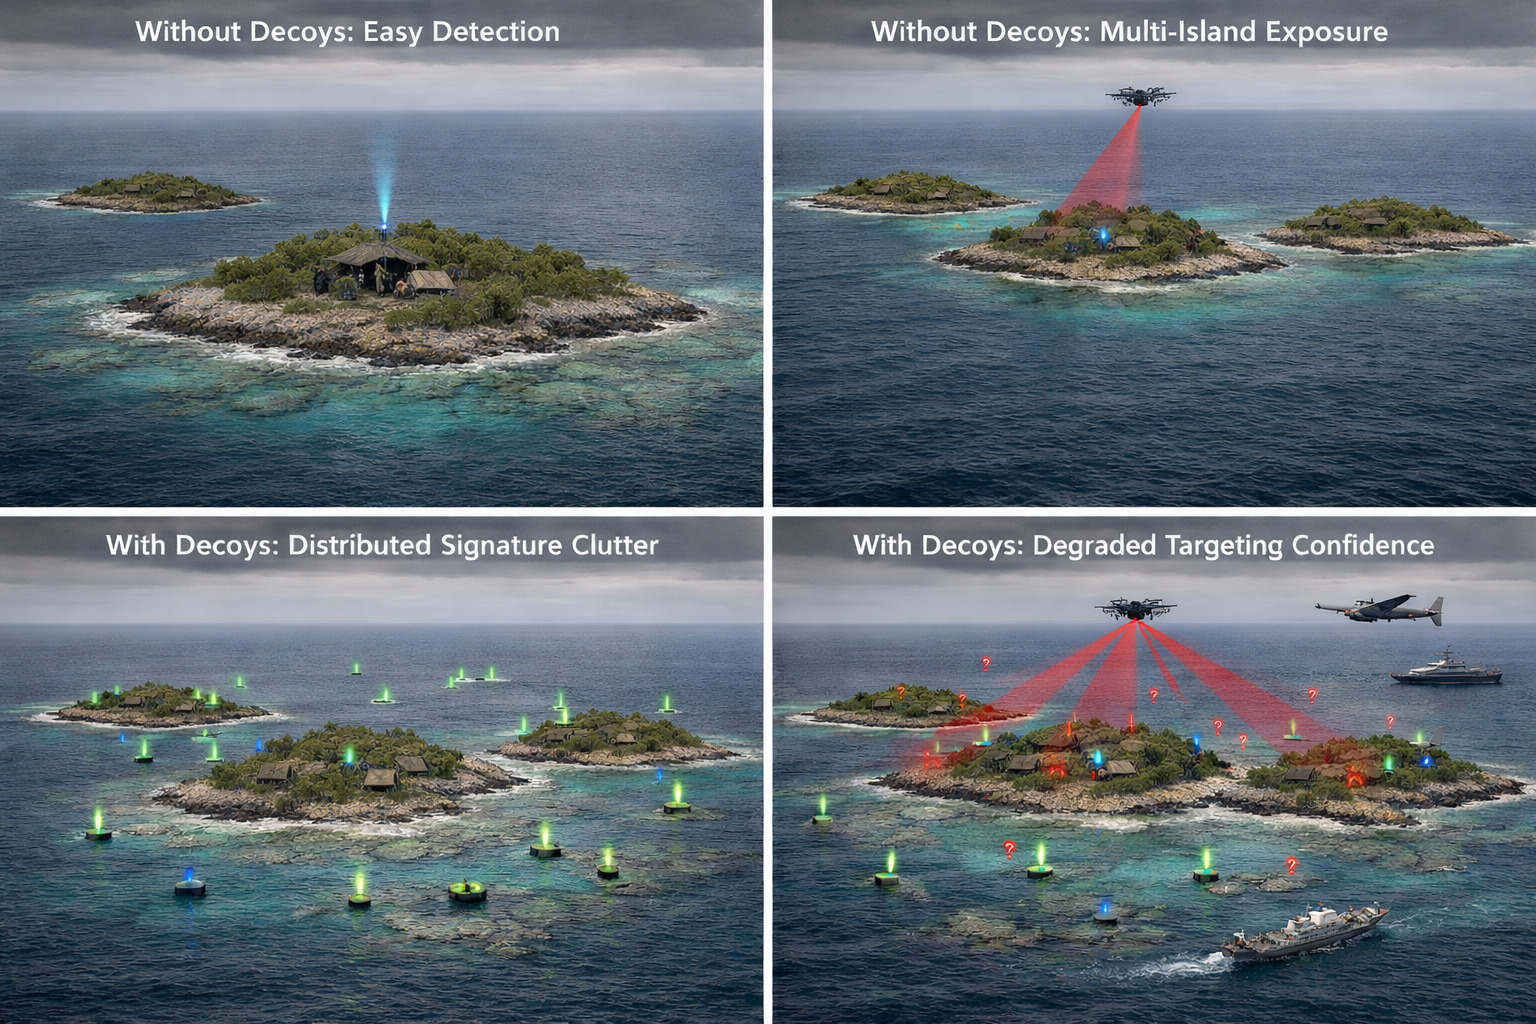 Without Decoys: Easy Detection
Without Decoys: Multi-Island Exposure
With Decoys: Distributed Signature Clutter
With Decoys: Degraded Targeting Confidence
?
?
?
?
?
?
?
?
?
?